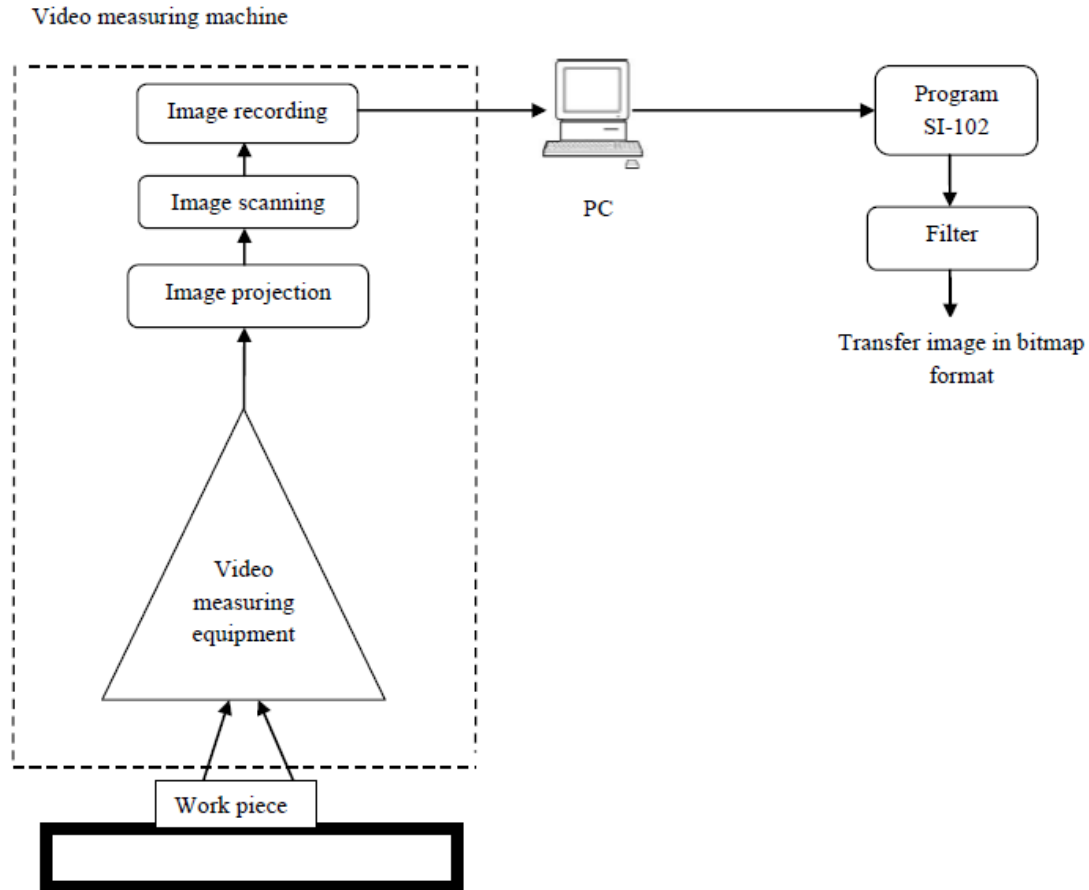 Video measuring machine
Image recording
Program
SI-102
Image scanning
PC
Filter
Image projection
Transfer image in bitmap
format
Video
measuring
equipment
Work piece